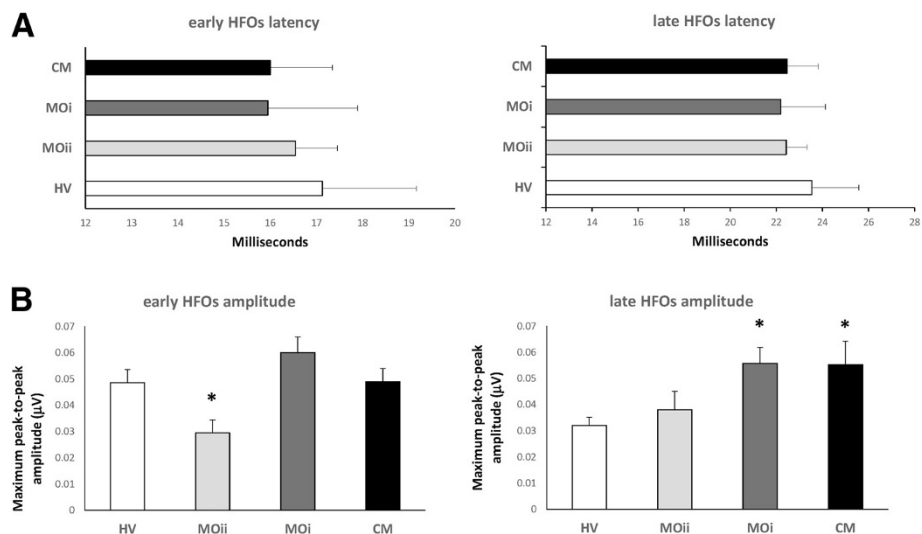 A
early HFOs latency
CM
MOi
MOii
HV
12 13 14 15 16 17 18 19 20
Milliseconds
late HFOs latency
CM
MOi
MOii
HV
12 14 16 18 20 22 24 26 28
Milliseconds
B
early HFOs amplitude
Maximum peak-to-peak
amplitude (μV)
0.07
0.06
0.05
0.04
0.03
0.02
0.01
0
*
HV MOii MOi CM
late HFOs amplitude
Maximum peak-to-peak
amplitude (μV)
0.07
0.06
0.05
0.04
0.03
0.02
0.01
0
* *
HV MOii MOi CM